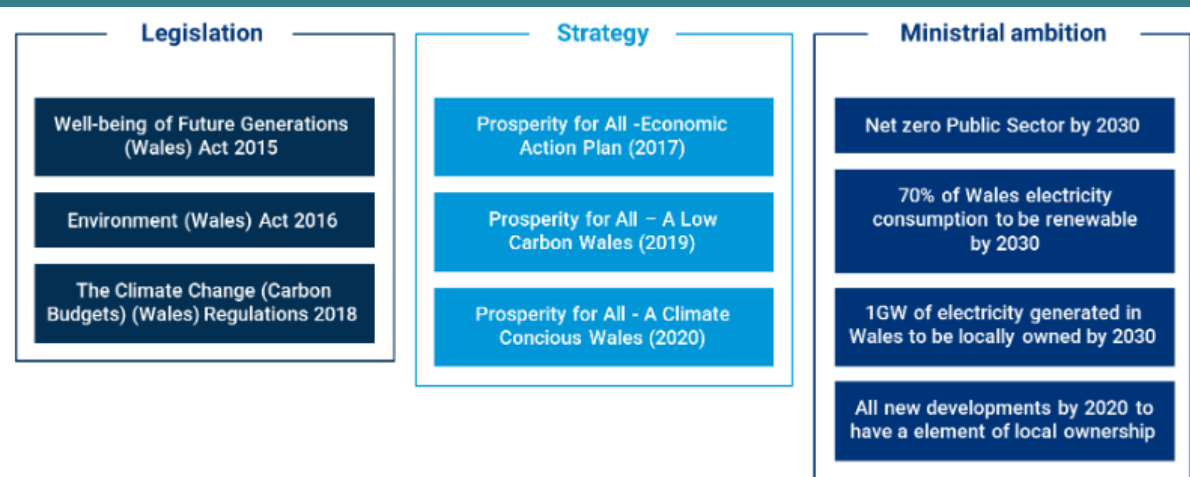 Legislation
Well-being of Future Generations
(Wales) Act 2015
Environment (Wales) Act 2016
The Climate Change (Carbon
Budgets) (Wales) Regulations 2018
Strategy
Prosperity for All -Economic
Action Plan (2017)
Prosperity for All – A Low
Carbon Wales (2019)
Prosperity for All - A Climate
Concious Wales (2020)
Ministrial ambition
Net zero Public Sector by 2030
70% of Wales electricity
consumption to be renewable
by 2030
1GW of electricity generated in
Wales to be locally owned by 2030
All new developments by 2020 to
have a element of local ownership